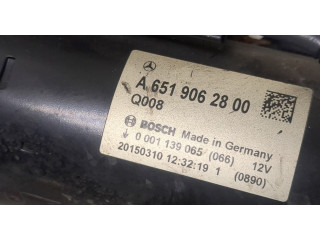 A 651 906 28 00
Q008
BOSCH Made in Germany
0 001 139 065 (066) 12V
20150310 12:32:19 1 (0890)